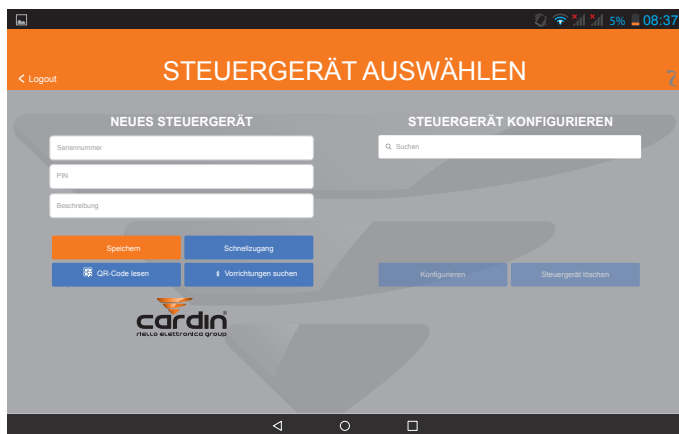 5% 08:37
Logout
STEUERGERÄT AUSWÄHLEN
NEUES STEUERGERÄT
Seriennummer
PIN
Beschreibung
Speichern
Schnellzugang
QR-Code lesen
Vorrichtungen suchen
STEUERGERÄT KONFIGURIEREN
Suchen
Konfigurieren
Steuergerät löschen
cardin
riello elettronica group